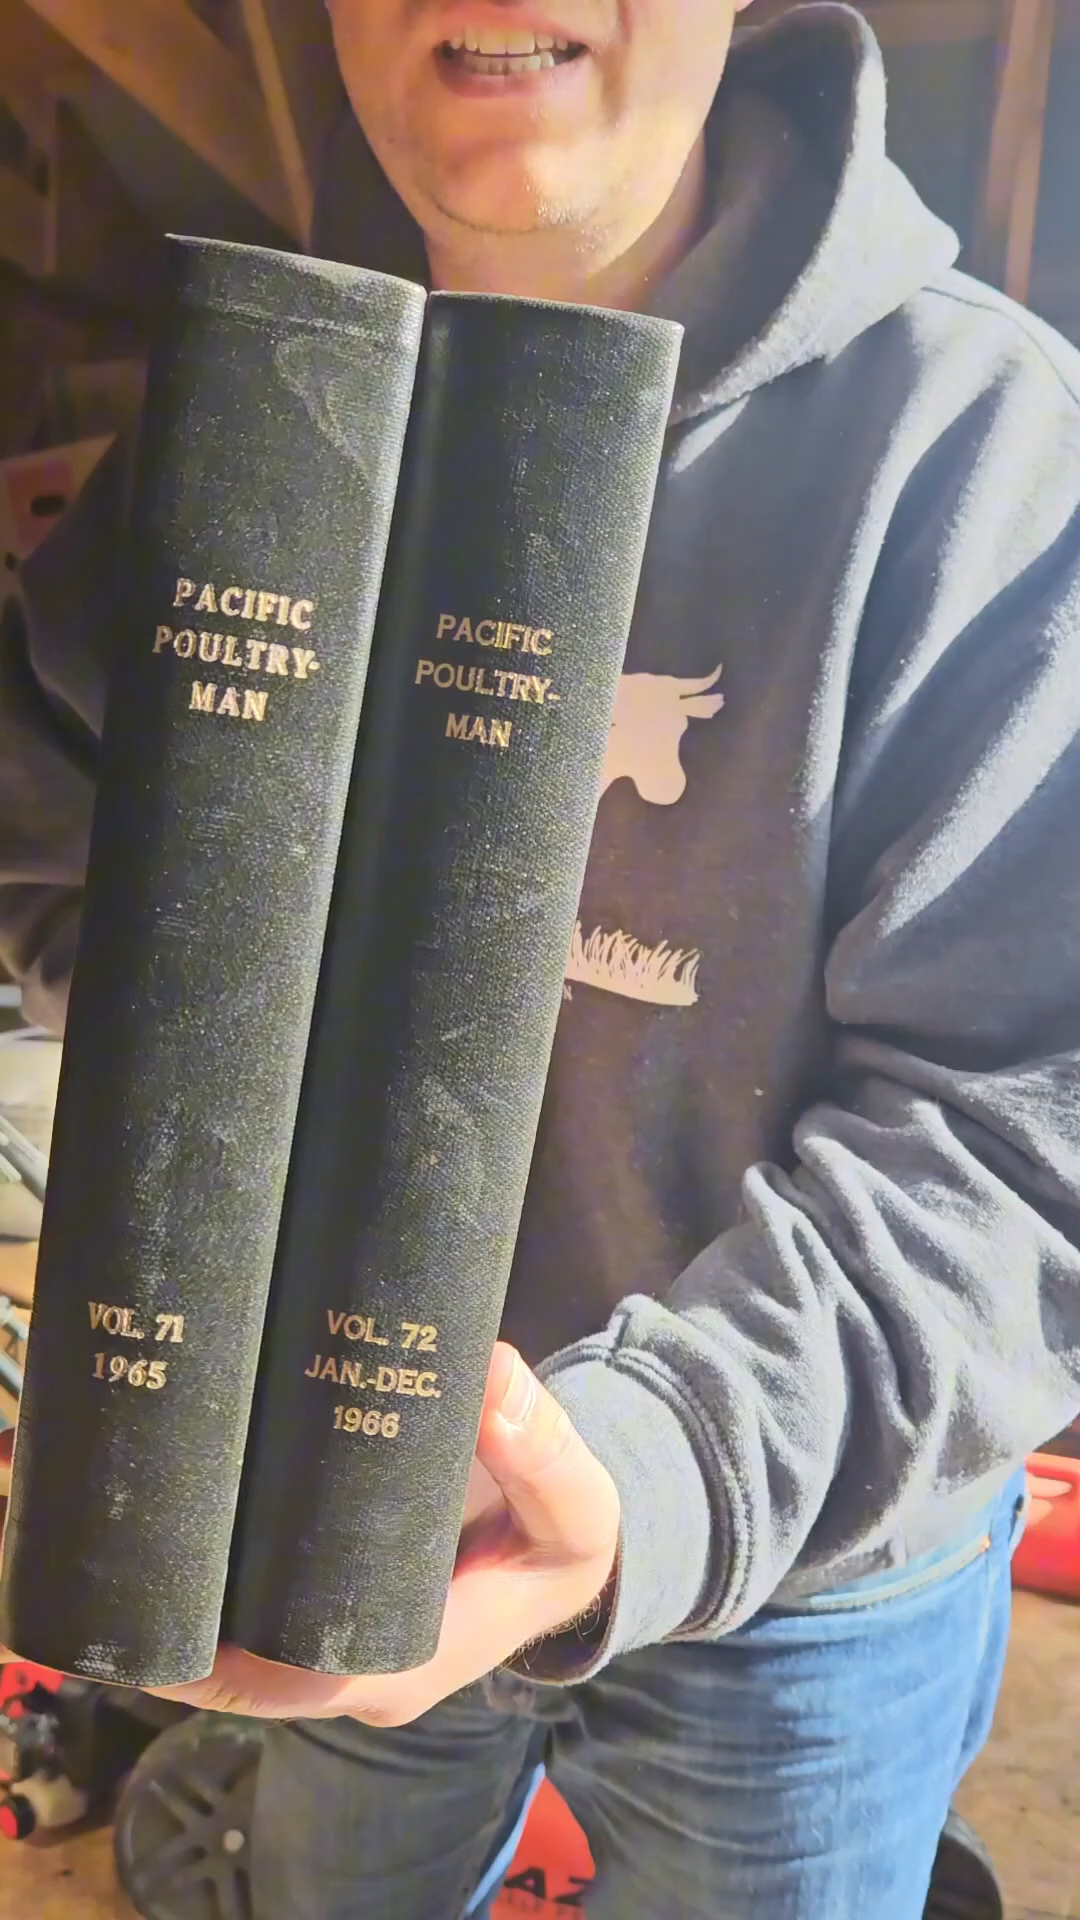 PACIFIC
POULTRY-
MAN
VOL. 71
1965
PACIFIC
POULTRY-
MAN
VOL. 72
JAN.-DEC.
1966